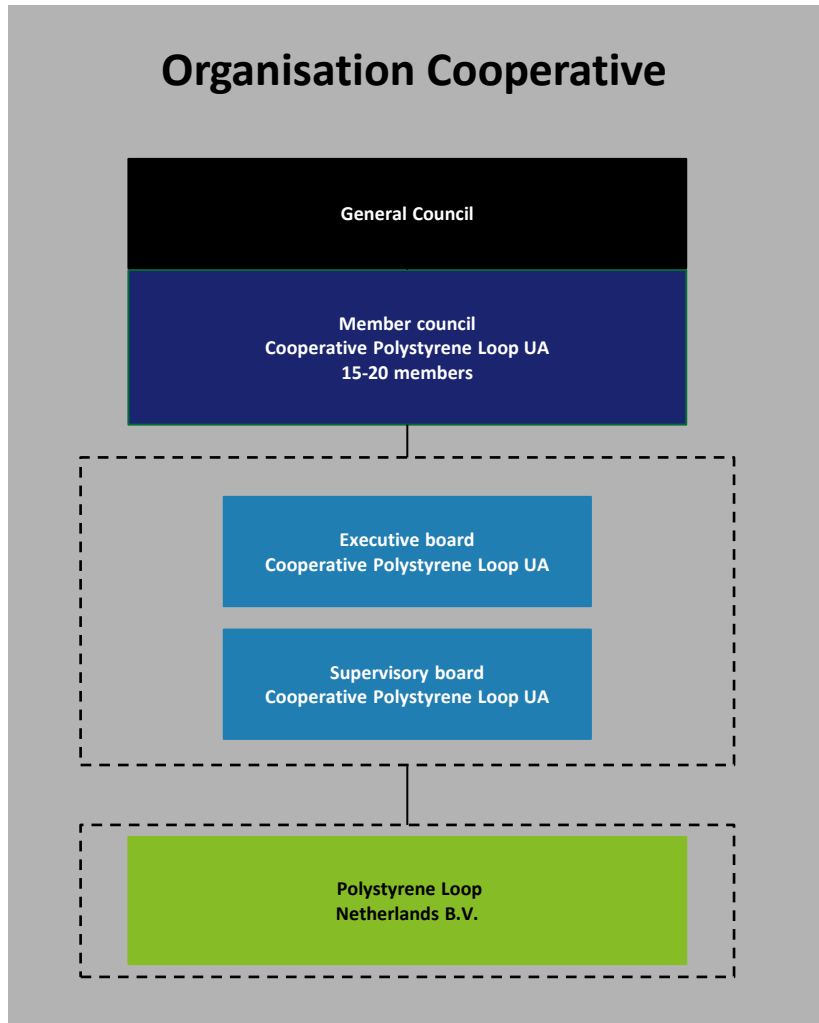 Organisation Cooperative
General Council
Member council
Cooperative Polystyrene Loop UA
15-20 members
Executive board
Cooperative Polystyrene Loop UA
Supervisory board
Cooperative Polystyrene Loop UA
Polystyrene Loop
Netherlands B.V.